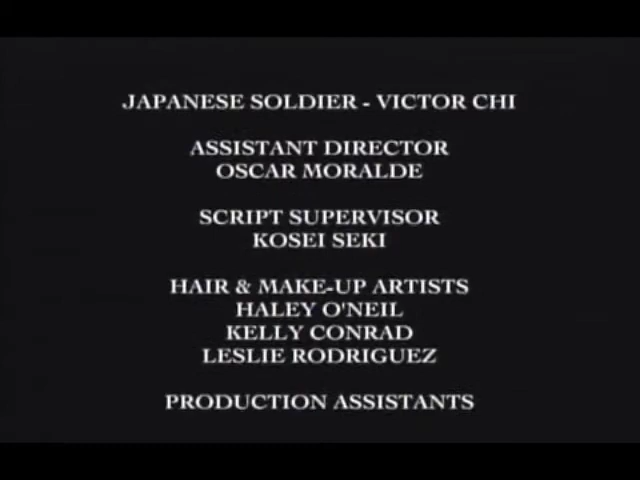 JAPANESE SOLDIER - VICTOR CHI
ASSISTANT DIRECTOR
OSCAR MORALDE
SCRIPT SUPERVISOR
KOSEI SEKI
HAIR & MAKE-UP ARTISTS
HALEY O'NEIL
KELLY CONRAD
LESLIE RODRIGUEZ
PRODUCTION ASSISTANTS